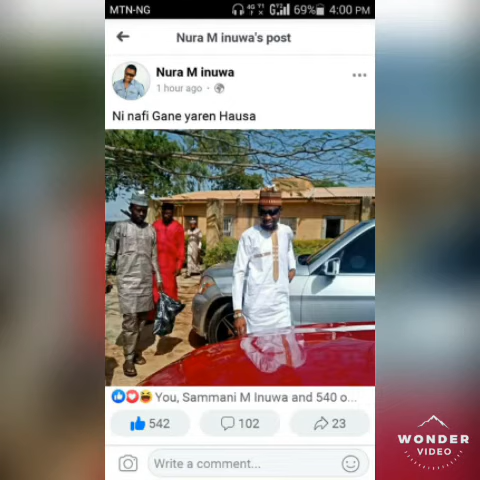 MTN-NG 69% 4:00 PM
Nura M inuwa's post
Nura M inuwa
1 hour ago
Ni nafi Gane yaren Hausa
You, Sammani M Inuwa and 540 o...
542 102 23
Write a comment...
WONDER
VIDEO